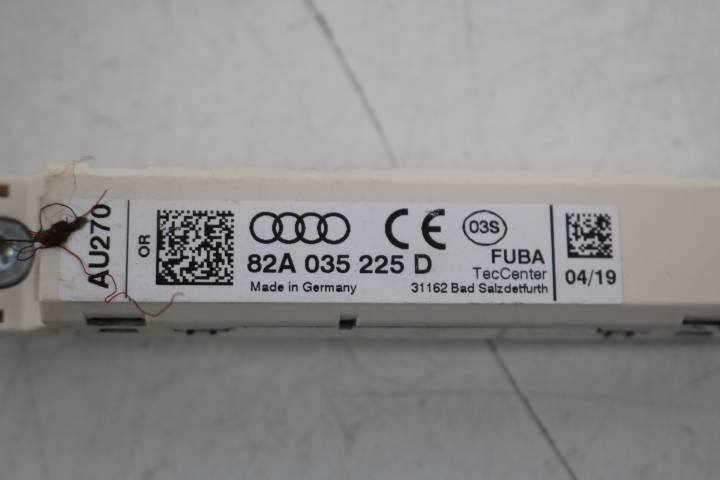 AU270
OR
CE
03S
82A 035 225 D
Made in Germany
FUBA
TecCenter
31162 Bad Salzdetfurth
04/19